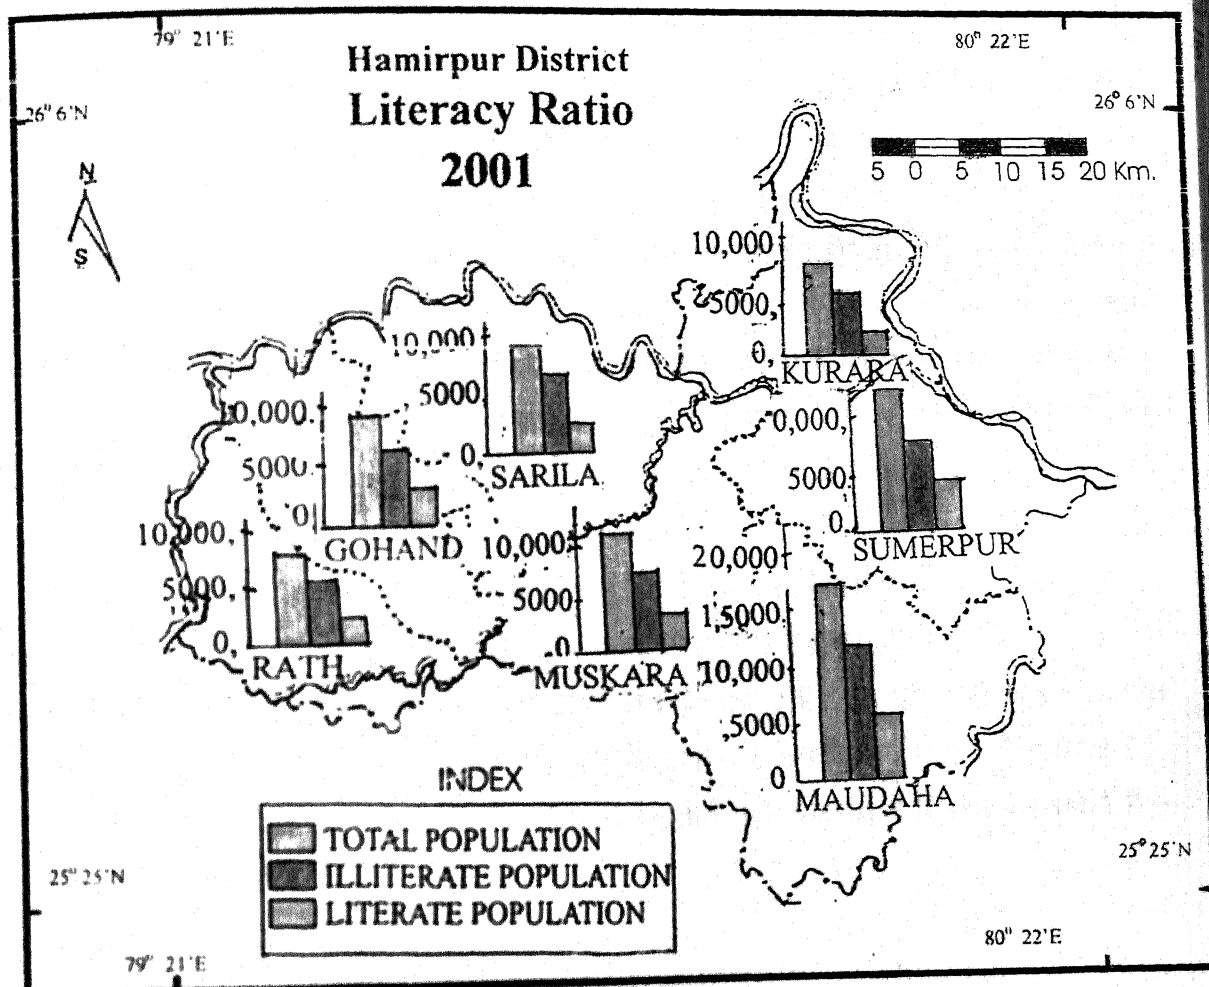 79° 21'E
80° 22'E
Hamirpur District
Literacy Ratio
2001
26° 6'N
26° 6'N
N
S
5 0 5 10 15 20 Km.
10,000
5000,
0,
KURARA
10,000
5000
0,
SARILA
10,000.
5000
0
GOHAND
0,000,
5000
0
SUMERPUR
10,000,
5000,
0,
RATH
10,000
5000
0
MUSKARA
20,000
15,000
10,000
5000
0
MAUDAHA
INDEX
TOTAL POPULATION
ILLITERATE POPULATION
LITERATE POPULATION
25° 25'N
25° 25'N
79° 21'E
80° 22'E